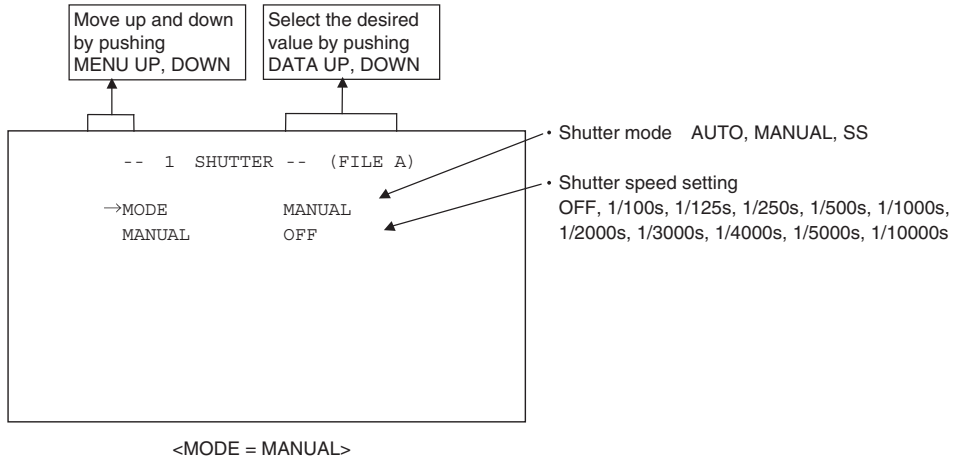 Move up and down
by pushing
MENU UP, DOWN
Select the desired
value by pushing
DATA UP, DOWN
-- 1 SHUTTER -- (FILE A)
→MODE MANUAL
MANUAL OFF
• Shutter mode AUTO, MANUAL, SS
• Shutter speed setting
OFF, 1/100s, 1/125s, 1/250s, 1/500s, 1/1000s,
1/2000s, 1/3000s, 1/4000s, 1/5000s, 1/10000s
<MODE = MANUAL>